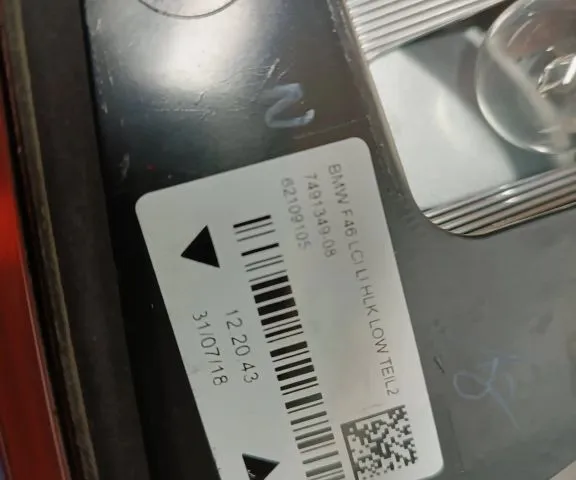 BMW F46 LCI LI HLK LOW TEIL2
7491349-08
62109105
12 20 43
31/07/18